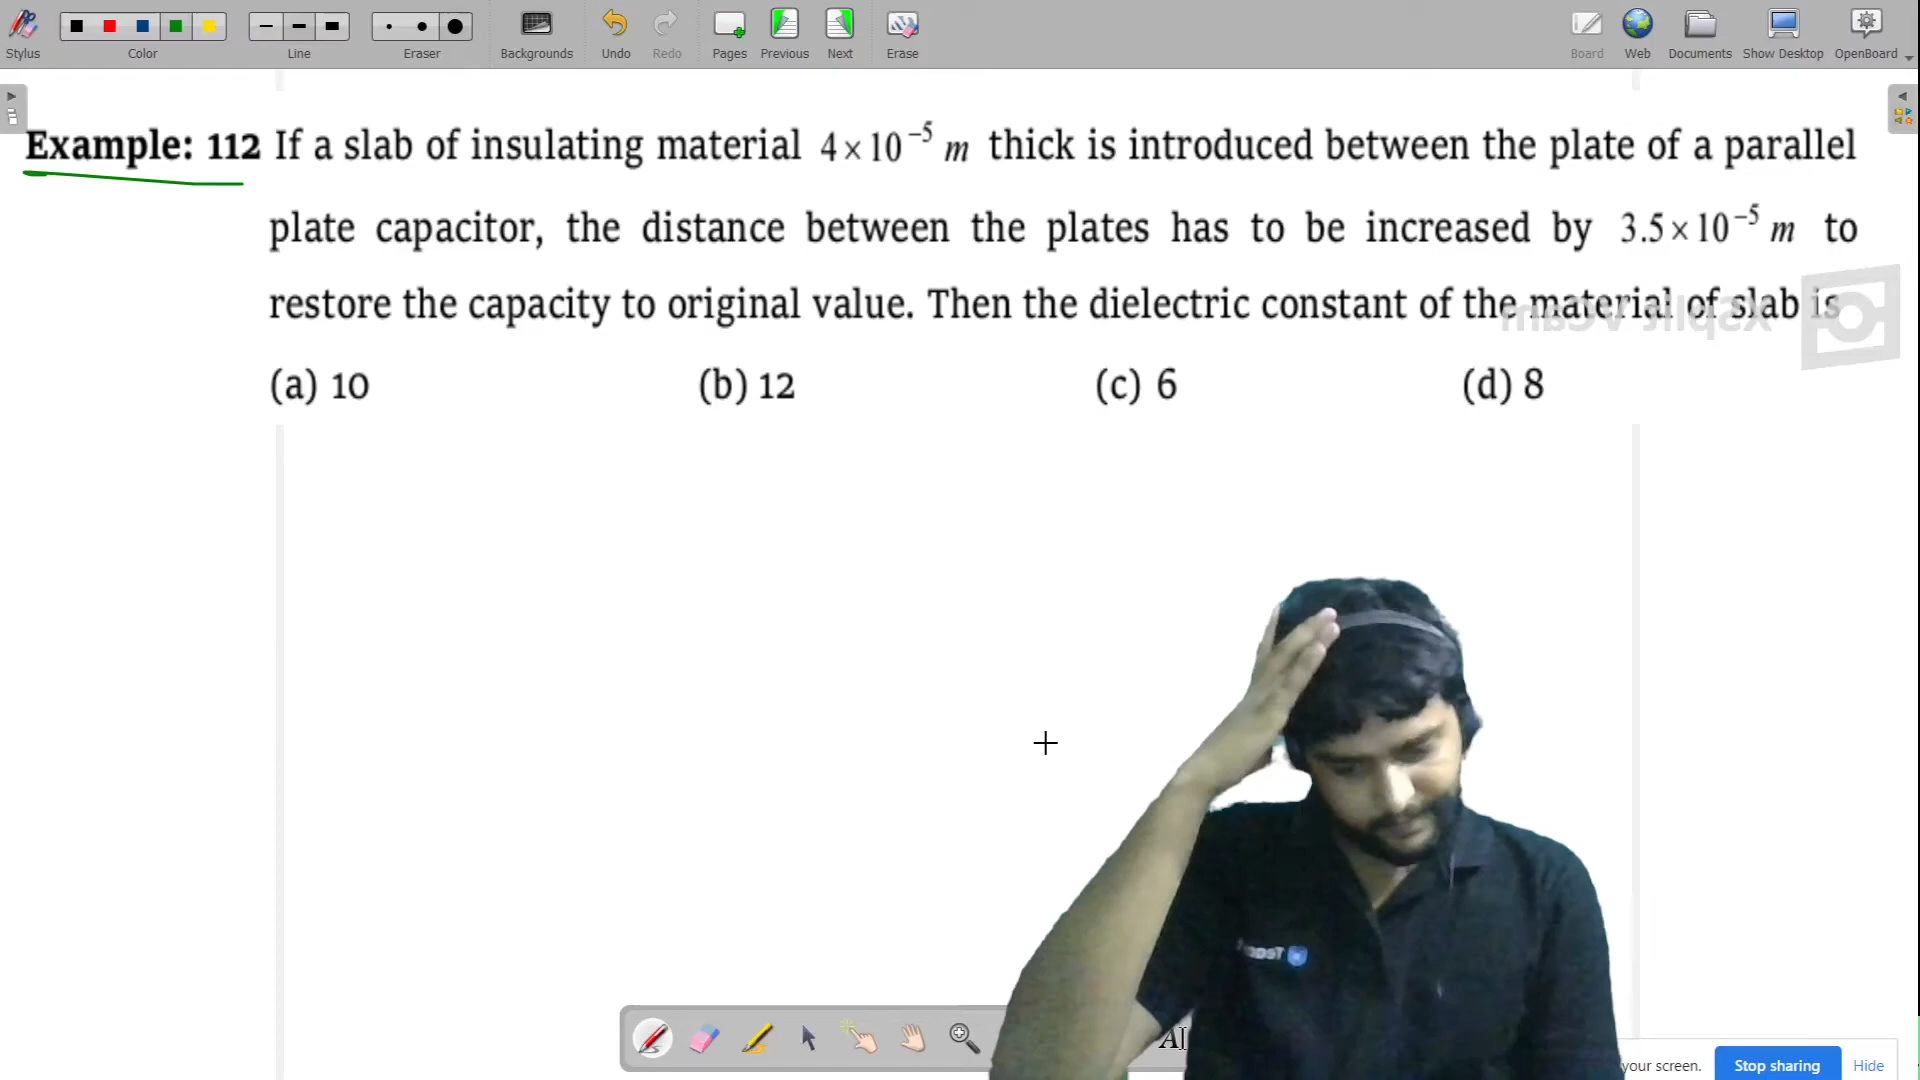 Stylus
Color
Line
Eraser
Backgrounds
Undo
Redo
Pages
Previous
Next
Erase
Board
Web
Documents
Show Desktop
OpenBoard
Example: 112 If a slab of insulating material 4×10⁻⁵ m thick is introduced between the plate of a parallel
plate capacitor, the distance between the plates has to be increased by 3.5×10⁻⁵ m to
restore the capacity to original value. Then the dielectric constant of the material of slab is
XSplit VCam
(a) 10 (b) 12 (c) 6 (d) 8
your screen.
Stop sharing
Hide